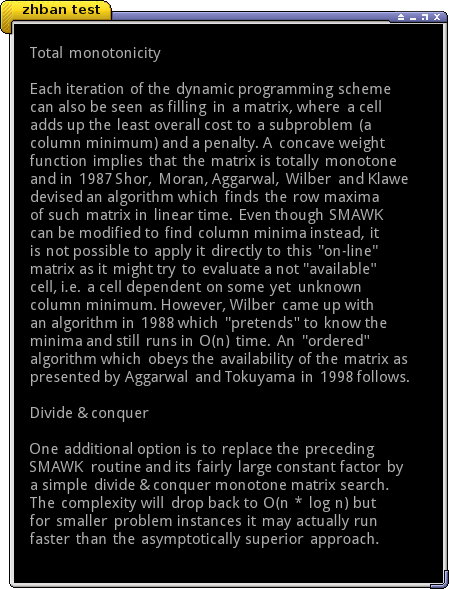 zhban test
Total monotonicity
Each iteration of the dynamic programming scheme
can also be seen as filling in a matrix, where a cell
adds up the least overall cost to a subproblem (a
column minimum) and a penalty. A concave weight
function implies that the matrix is totally monotone
and in 1987 Shor, Moran, Aggarwal, Wilber and Klawe
devised an algorithm which finds the row maxima
of such matrix in linear time. Even though SMAWK
can be modified to find column minima instead, it
is not possible to apply it directly to this "on-line"
matrix as it might try to evaluate a not "available"
cell, i.e. a cell dependent on some yet unknown
column minimum. However, Wilber came up with
an algorithm in 1988 which "pretends" to know the
minima and still runs in O(n) time. An "ordered"
algorithm which obeys the availability of the matrix as
presented by Aggarwal and Tokuyama in 1998 follows.
Divide & conquer
One additional option is to replace the preceding
SMAWK routine and its fairly large constant factor by
a simple divide & conquer monotone matrix search.
The complexity will drop back to O(n * log n) but
for smaller problem instances it may actually run
faster than the asymptotically superior approach.